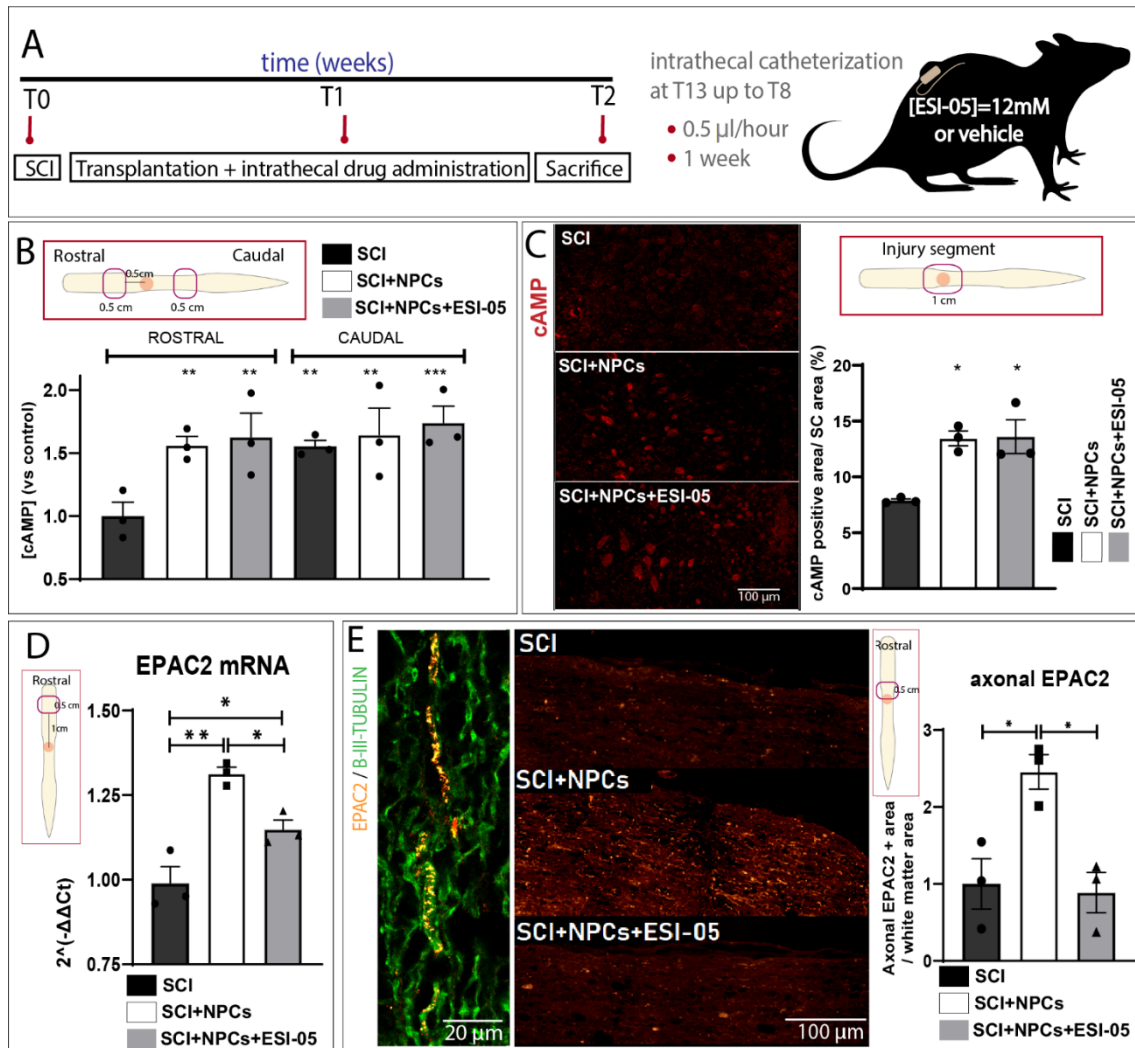 A
time (weeks)
T0
T1
T2
SCI
Transplantation + intrathecal drug administration
Sacrifice
intrathecal catheterization
at T13 up to T8
• 0.5 µl/hour
• 1 week
[ESI-05]=12mM
or vehicle
B
Rostral
Caudal
0.5cm
0.5 cm
0.5 cm
SCI
SCI+NPCs
SCI+NPCs+ESI-05
ROSTRAL
CAUDAL
** ** ** ** ***
[cAMP] (vs control)
2.0
1.5
1.0
0.5
C
cAMP
SCI
SCI+NPCs
SCI+NPCs+ESI-05
100 µm
Injury segment
1 cm
cAMP positive area/ SC area (%)
20
15
10
5
0
* *
SCI
SCI+NPCs
SCI+NPCs+ESI-05
D
Rostral
0.5 cm
1cm
EPAC2 mRNA
2^(-ΔΔCt)
1.50
1.25
1.00
0.75
*
** *
SCI
SCI+NPCs
SCI+NPCs+ESI-05
E
EPAC2 / B-III-TUBULIN
20 µm
SCI
SCI+NPCs
SCI+NPCs+ESI-05
100 µm
Rostral
0.5 cm
axonal EPAC2
Axonal EPAC2 + area
/ white matter area
3
2
1
0
* *
SCI
SCI+NPCs
SCI+NPCs+ESI-05